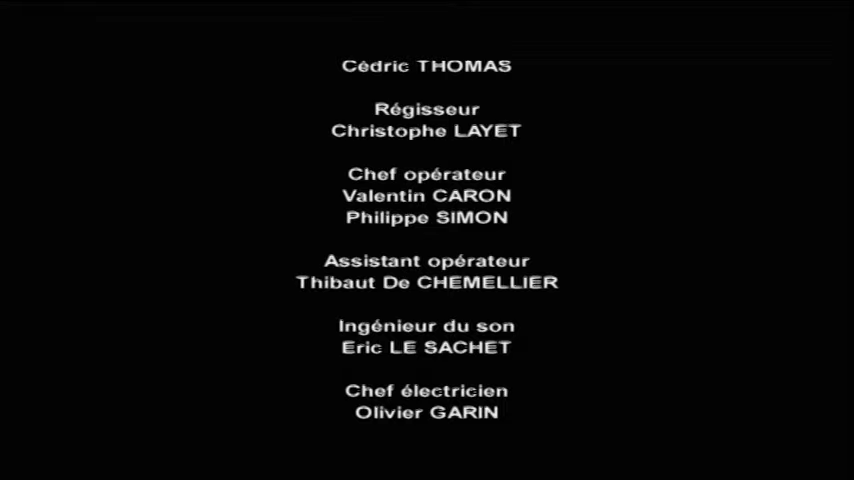 Cédric THOMAS
Régisseur
Christophe LAYET
Chef opérateur
Valentin CARON
Philippe SIMON
Assistant opérateur
Thibaut De CHEMELLIER
Ingénieur du son
Eric LE SACHET
Chef électricien
Olivier GARIN